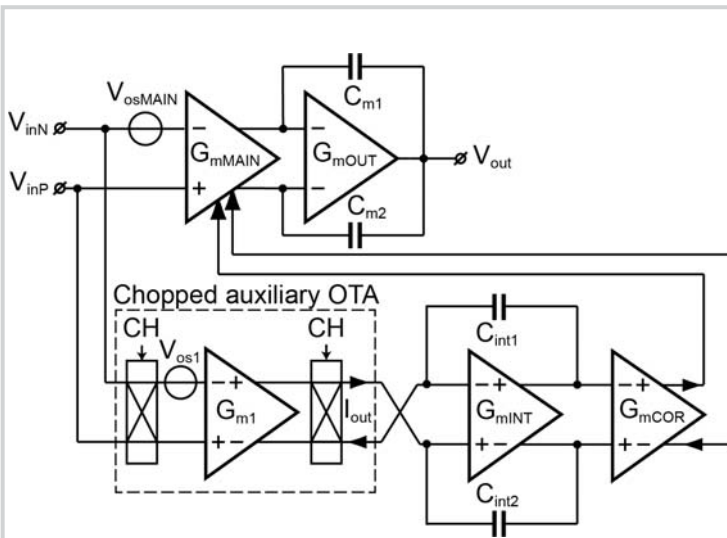 C_m1
V_osMAIN
V_inN
− −
G_mMAIN G_mOUT V_out
V_inP
+ −
C_m2
Chopped auxiliary OTA
CH CH
C_int1
V_os1
− + − +
G_m1 I_out G_mINT G_mCOR
+ − + −
C_int2